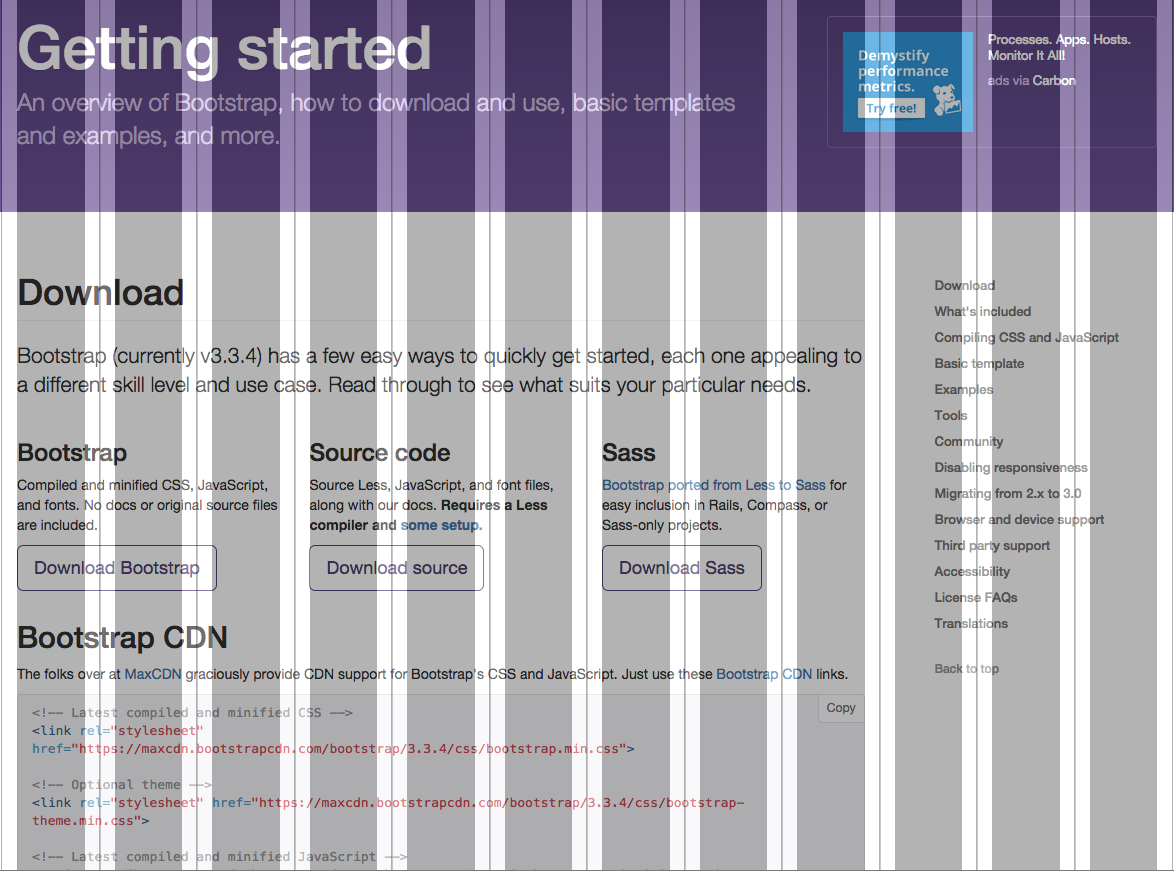 Getting started
An overview of Bootstrap, how to download and use, basic templates
and examples, and more.
Demystify
performance
metrics.
Try free!
Processes. Apps. Hosts.
Monitor It All!
ads via Carbon
Download
Bootstrap (currently v3.3.4) has a few easy ways to quickly get started, each one appealing to
a different skill level and use case. Read through to see what suits your particular needs.
Bootstrap
Compiled and minified CSS, JavaScript,
and fonts. No docs or original source files
are included.
Download Bootstrap
Source code
Source Less, JavaScript, and font files,
along with our docs. Requires a Less
compiler and some setup.
Download source
Sass
Bootstrap ported from Less to Sass for
easy inclusion in Rails, Compass, or
Sass-only projects.
Download Sass
Bootstrap CDN
The folks over at MaxCDN graciously provide CDN support for Bootstrap's CSS and JavaScript. Just use these Bootstrap CDN links.
Copy
<!-- Latest compiled and minified CSS -->
<link rel="stylesheet"
href="https://maxcdn.bootstrapcdn.com/bootstrap/3.3.4/css/bootstrap.min.css">
<!-- Optional theme -->
<link rel="stylesheet" href="https://maxcdn.bootstrapcdn.com/bootstrap/3.3.4/css/bootstrap-
theme.min.css">
<!-- Latest compiled and minified JavaScript -->
Download
What's included
Compiling CSS and JavaScript
Basic template
Examples
Tools
Community
Disabling responsiveness
Migrating from 2.x to 3.0
Browser and device support
Third party support
Accessibility
License FAQs
Translations
Back to top